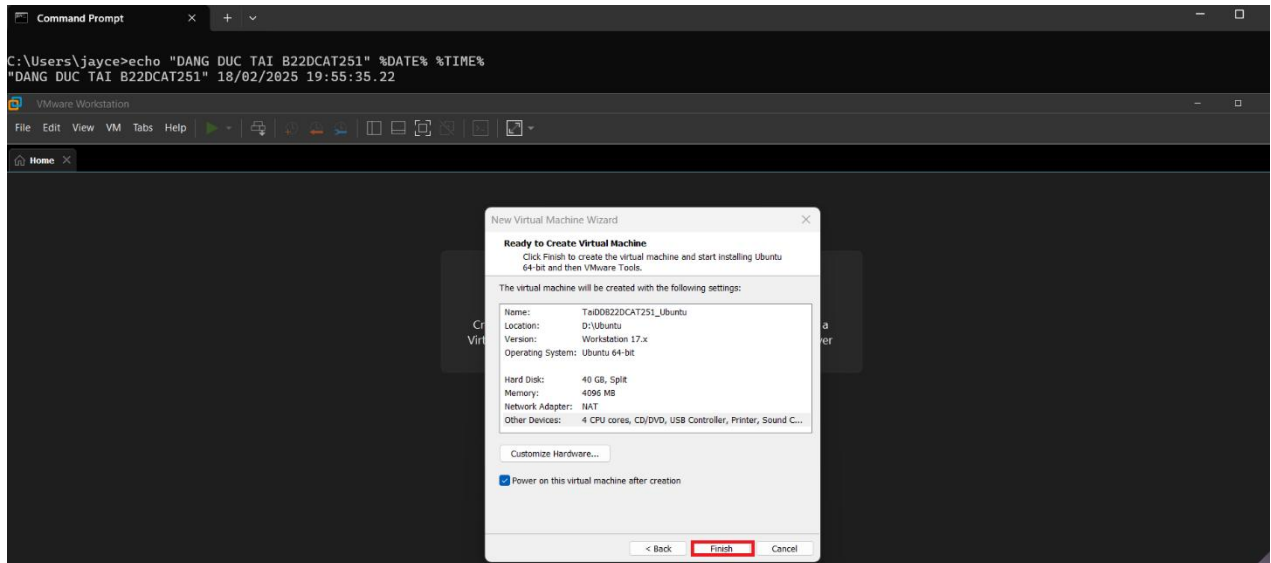 Command Prompt
C:\Users\jayce>echo "DANG DUC TAI B22DCAT251" %DATE% %TIME%
"DANG DUC TAI B22DCAT251" 18/02/2025 19:55:35.22
VMware Workstation
File Edit View VM Tabs Help
Home
New Virtual Machine Wizard
Ready to Create Virtual Machine
Click Finish to create the virtual machine and start installing Ubuntu
64-bit and then VMware Tools.
The virtual machine will be created with the following settings:
Name: TaiDDB22DCAT251_Ubuntu
Location: D:\Ubuntu
Version: Workstation 17.x
Operating System: Ubuntu 64-bit
Hard Disk: 40 GB, Split
Memory: 4096 MB
Network Adapter: NAT
Other Devices: 4 CPU cores, CD/DVD, USB Controller, Printer, Sound C...
Cr a
Virt er
Customize Hardware...
Power on this virtual machine after creation
< Back Finish Cancel